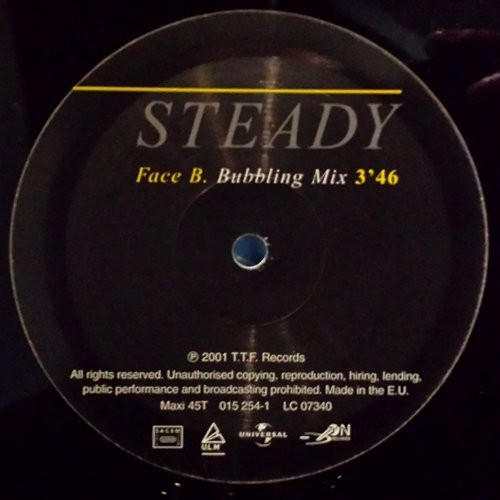 STEADY
Face B. Bubbling Mix 3'46
℗ 2001 T.T.F. Records
All rights reserved. Unauthorised copying, reproduction, hiring, lending,
public performance and broadcasting prohibited. Made in the E.U.
Maxi 45T 015 254-1 LC 07340
SACEM
ULM
UNIVERSAL